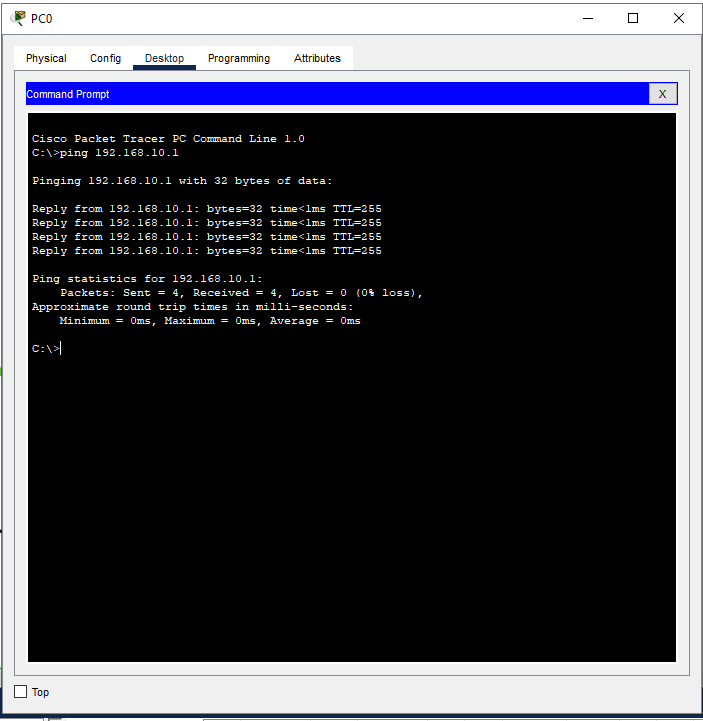 PC0
Physical Config Desktop Programming Attributes
Command Prompt X
Cisco Packet Tracer PC Command Line 1.0
C:\>ping 192.168.10.1
Pinging 192.168.10.1 with 32 bytes of data:
Reply from 192.168.10.1: bytes=32 time<1ms TTL=255
Reply from 192.168.10.1: bytes=32 time<1ms TTL=255
Reply from 192.168.10.1: bytes=32 time<1ms TTL=255
Reply from 192.168.10.1: bytes=32 time<1ms TTL=255
Ping statistics for 192.168.10.1:
Packets: Sent = 4, Received = 4, Lost = 0 (0% loss),
Approximate round trip times in milli-seconds:
Minimum = 0ms, Maximum = 0ms, Average = 0ms
C:\>
Top